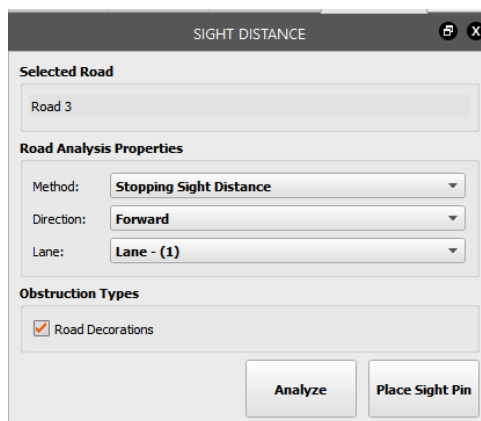 SIGHT DISTANCE
X
Selected Road
Road 3
Road Analysis Properties
Method: Stopping Sight Distance
Direction: Forward
Lane: Lane - (1)
Obstruction Types
Road Decorations
Analyze Place Sight Pin